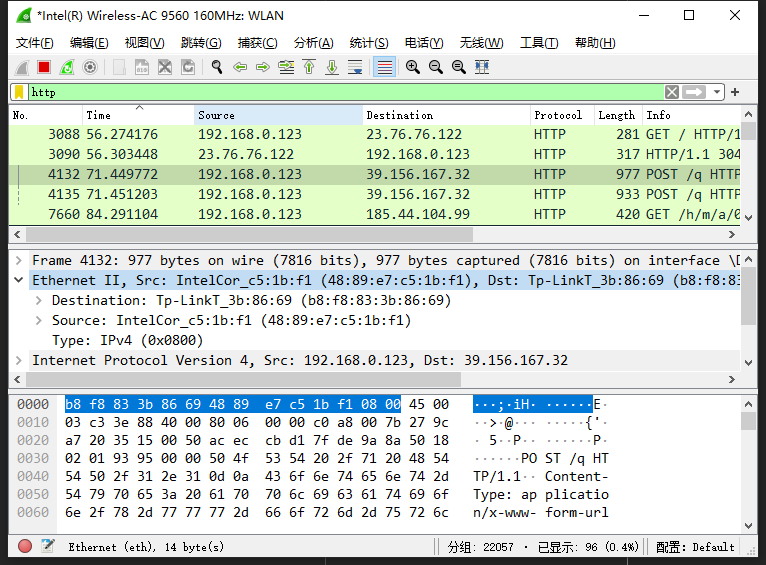 *Intel(R) Wireless-AC 9560 160MHz: WLAN
文件(F) 编辑(E) 视图(V) 跳转(G) 捕获(C) 分析(A) 统计(S) 电话(Y) 无线(W) 工具(T) 帮助(H)
http
No. Time Source Destination Protocol Length Info
3088 56.274176 192.168.0.123 23.76.76.122 HTTP 281 GET / HTTP/1
3090 56.303448 23.76.76.122 192.168.0.123 HTTP 317 HTTP/1.1 304
4132 71.449772 192.168.0.123 39.156.167.32 HTTP 977 POST /q HTTP
4135 71.451203 192.168.0.123 39.156.167.32 HTTP 933 POST /q HTTP
7660 84.291104 192.168.0.123 185.44.104.99 HTTP 420 GET /h/m/a/0
Frame 4132: 977 bytes on wire (7816 bits), 977 bytes captured (7816 bits) on interface \D
Ethernet II, Src: IntelCor_c5:1b:f1 (48:89:e7:c5:1b:f1), Dst: Tp-LinkT_3b:86:69 (b8:f8:83
Destination: Tp-LinkT_3b:86:69 (b8:f8:83:3b:86:69)
Source: IntelCor_c5:1b:f1 (48:89:e7:c5:1b:f1)
Type: IPv4 (0x0800)
Internet Protocol Version 4, Src: 192.168.0.123, Dst: 39.156.167.32
0000 b8 f8 83 3b 86 69 48 89 e7 c5 1b f1 08 00 45 00 ···;·iH· ······E·
0010 03 c3 3e 88 40 00 80 06 00 00 c0 a8 00 7b 27 9c ··>·@··· ·····{'·
0020 a7 20 35 15 00 50 ac ec cb d1 7f de 9a 8a 50 18 · 5··P·· ······P·
0030 02 01 93 95 00 00 50 4f 53 54 20 2f 71 20 48 54 ······PO ST /q HT
0040 54 50 2f 31 2e 31 0d 0a 43 6f 6e 74 65 6e 74 2d TP/1.1·· Content-
0050 54 79 70 65 3a 20 61 70 70 6c 69 63 61 74 69 6f Type: ap plicatio
0060 6e 2f 78 2d 77 77 77 2d 66 6f 72 6d 2d 75 72 6c n/x-www- form-url
Ethernet (eth), 14 byte(s) 分组: 22057 · 已显示: 96 (0.4%) 配置: Default